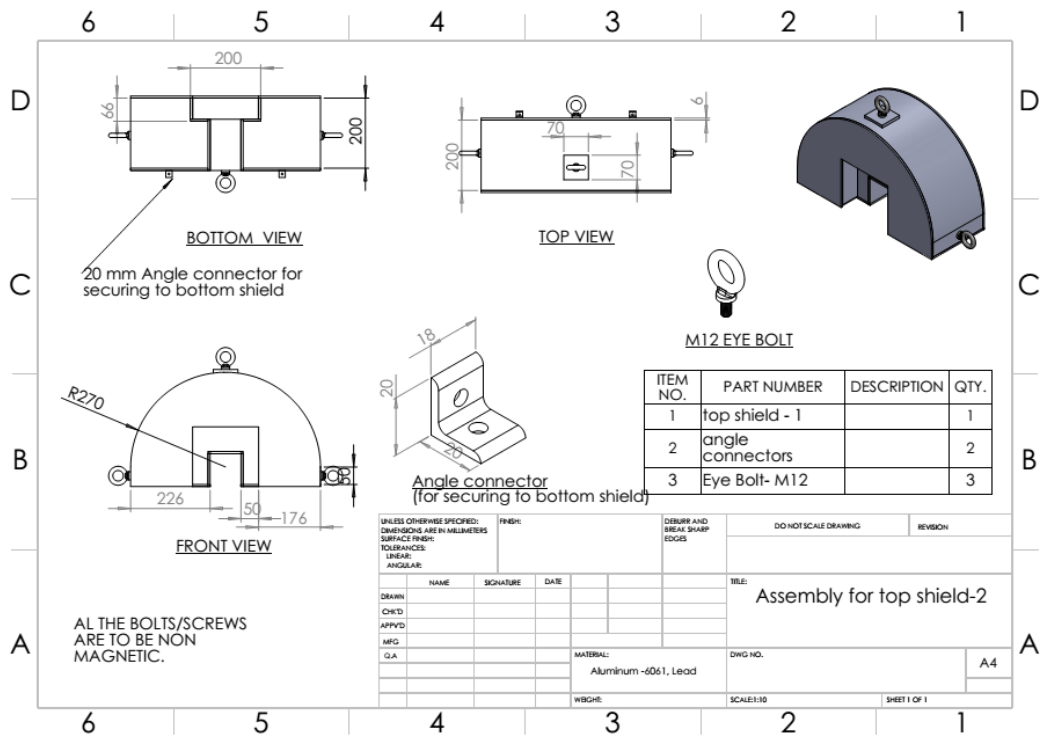 6 5 4 3 2 1
D D
C C
B B
A A
200
66
200
BOTTOM VIEW
20 mm Angle connector for
securing to bottom shield
6
70
200
70
TOP VIEW
M12 EYE BOLT
R270
226
50
176
FRONT VIEW
18
20
20
Angle connector
(for securing to bottom shield)
ITEM NO. PART NUMBER DESCRIPTION QTY.
1 top shield - 1 1
2 angle connectors 2
3 Eye Bolt- M12 3
AL THE BOLTS/SCREWS
ARE TO BE NON
MAGNETIC.
UNLESS OTHERWISE SPECIFIED:
DIMENSIONS ARE IN MILLIMETERS
SURFACE FINISH:
TOLERANCES:
LINEAR:
ANGULAR:
FINISH:
DEBURR AND
BREAK SHARP
EDGES
DO NOT SCALE DRAWING
REVISION
NAME SIGNATURE DATE
DRAWN
CHK'D
APPV'D
MFG
Q.A
TITLE:
Assembly for top shield-2
MATERIAL:
Aluminum -6061, Lead
DWG NO.
A4
WEIGHT:
SCALE:1:10
SHEET 1 OF 1
6 5 4 3 2 1